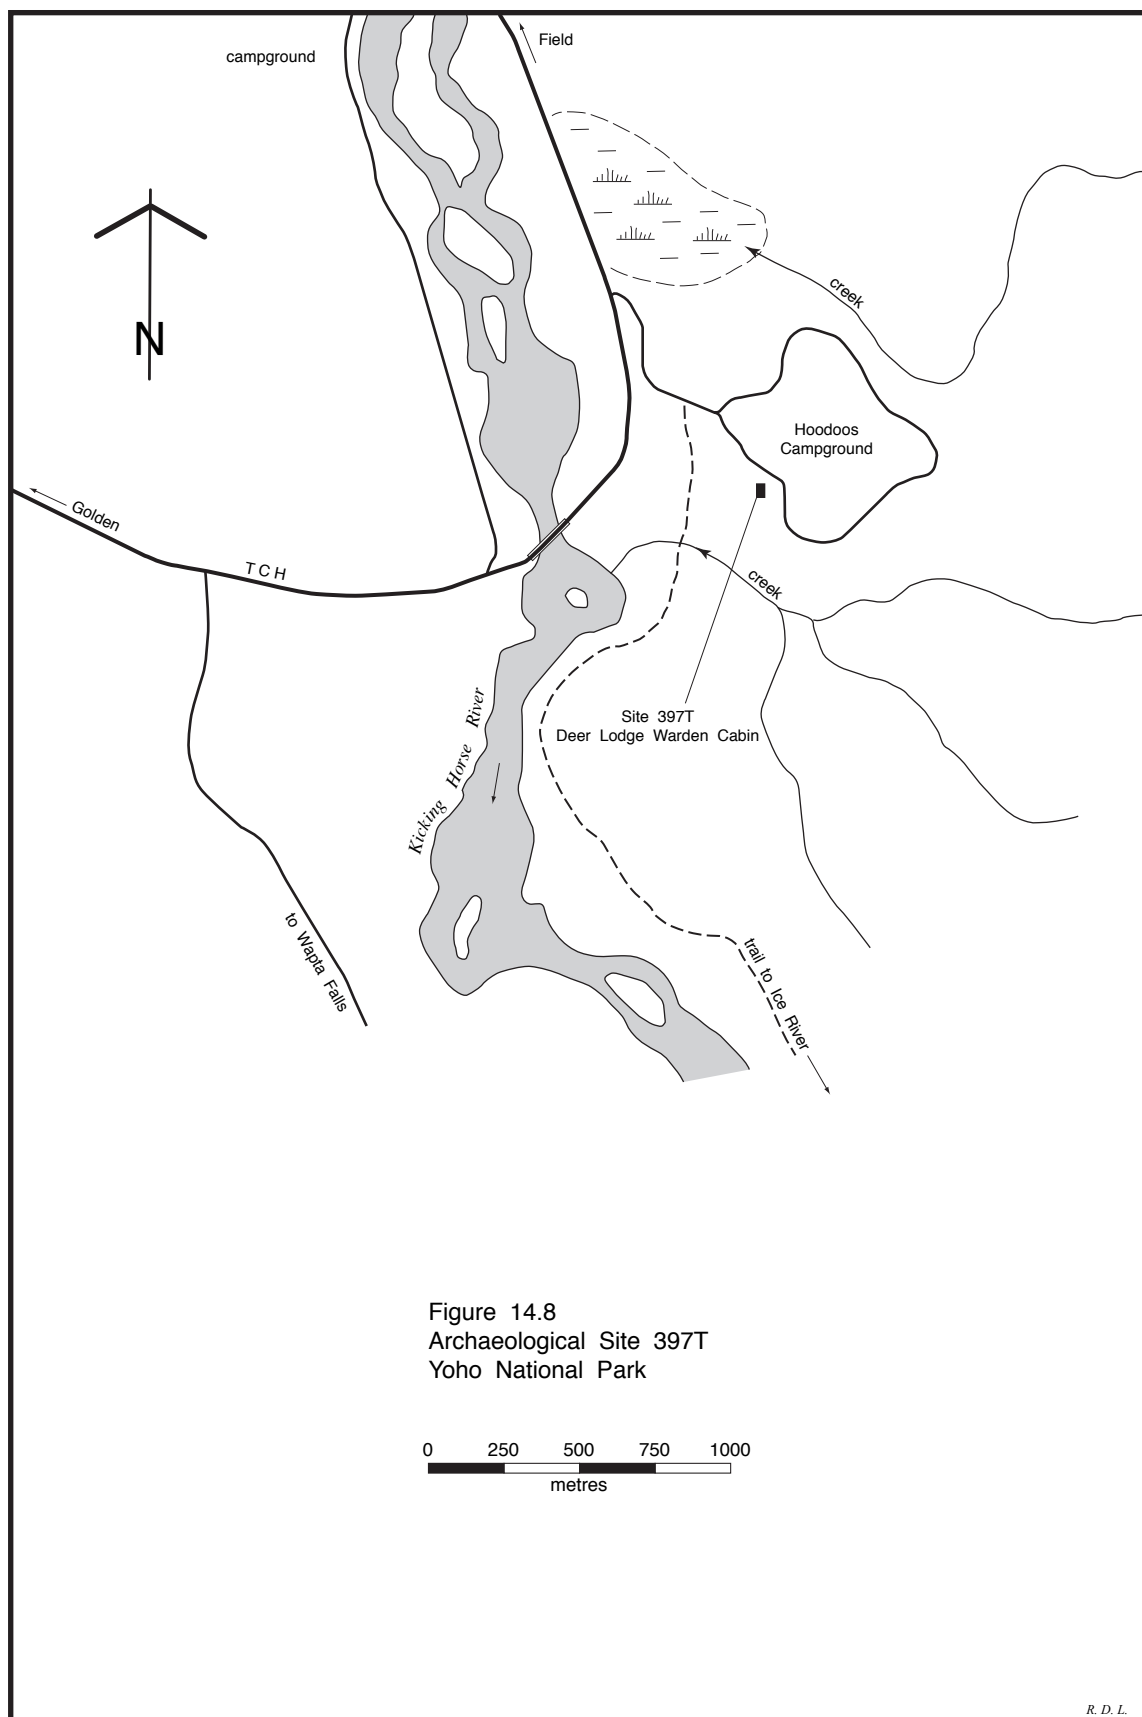 campground
Field
N
creek
Hoodoos
Campground
Golden
TCH
creek
Site 397T
Deer Lodge Warden Cabin
Kicking Horse River
to Wapta Falls
trail to Ice River
Figure 14.8
Archaeological Site 397T
Yoho National Park
0 250 500 750 1000
metres
R. D. L.